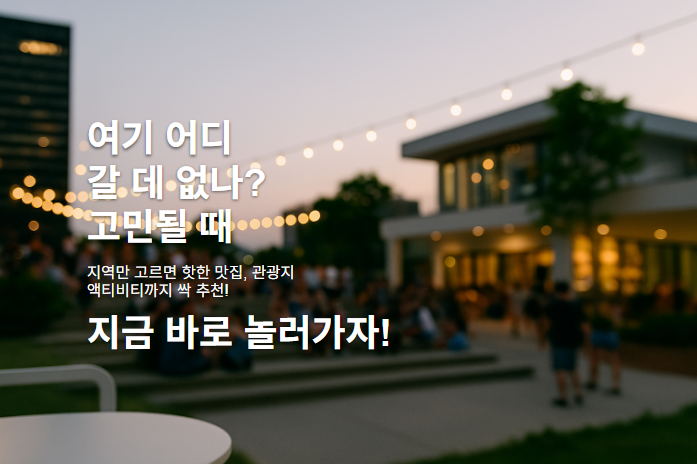 여기 어디
갈 데 없나?
고민될 때
지역만 고르면 핫한 맛집, 관광지
액티비티까지 싹 추천!
지금 바로 놀러가자!